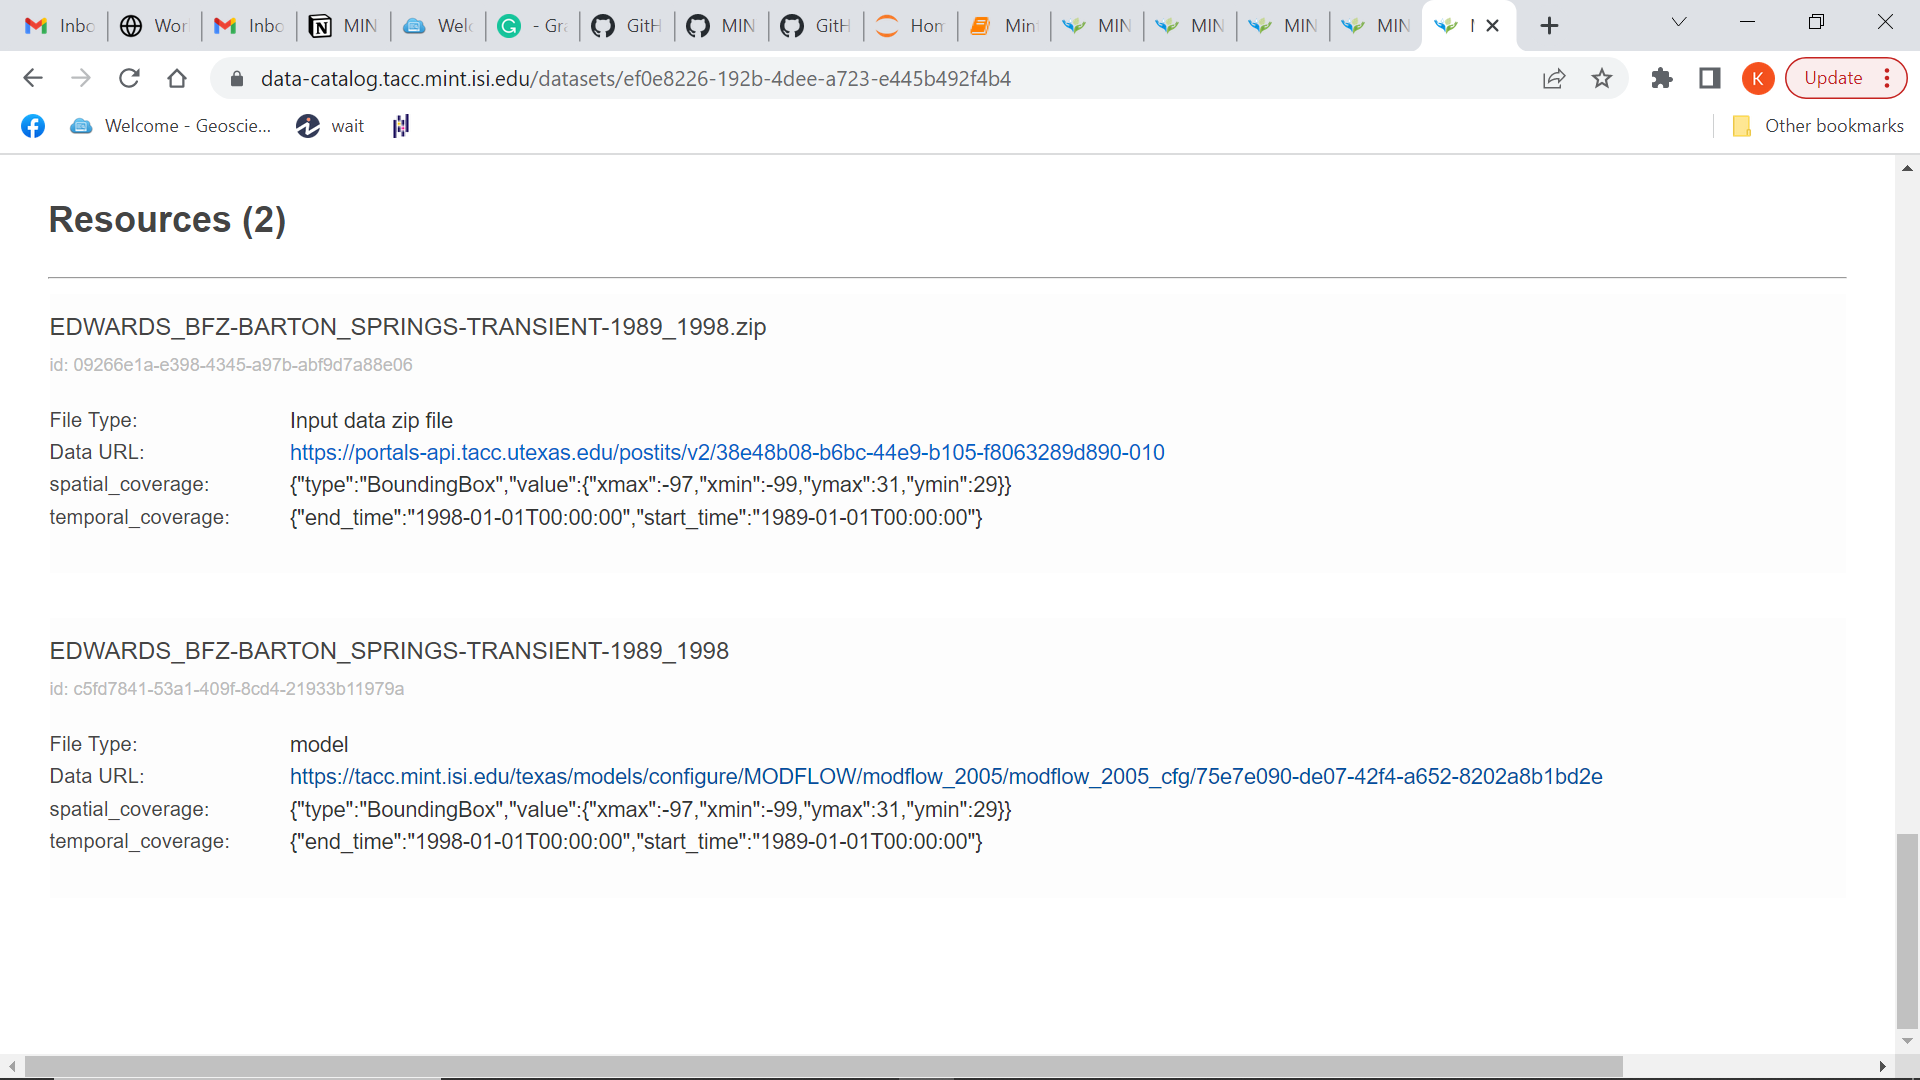 Inbo
Wor
Inbo
MIN
Welc
- Gra
GitH
MIN
GitH
Hom
Mint
MIN
MIN
MIN
MIN
data-catalog.tacc.mint.isi.edu/datasets/ef0e8226-192b-4dee-a723-e445b492f4b4
K
Update
Welcome - Geoscie...
wait
Other bookmarks
Resources (2)
EDWARDS_BFZ-BARTON_SPRINGS-TRANSIENT-1989_1998.zip
id: 09266e1a-e398-4345-a97b-abf9d7a88e06
File Type: Input data zip file
Data URL: https://portals-api.tacc.utexas.edu/postits/v2/38e48b08-b6bc-44e9-b105-f8063289d890-010
spatial_coverage: {"type":"BoundingBox","value":{"xmax":-97,"xmin":-99,"ymax":31,"ymin":29}}
temporal_coverage: {"end_time":"1998-01-01T00:00:00","start_time":"1989-01-01T00:00:00"}
EDWARDS_BFZ-BARTON_SPRINGS-TRANSIENT-1989_1998
id: c5fd7841-53a1-409f-8cd4-21933b11979a
File Type: model
Data URL: https://tacc.mint.isi.edu/texas/models/configure/MODFLOW/modflow_2005/modflow_2005_cfg/75e7e090-de07-42f4-a652-8202a8b1bd2e
spatial_coverage: {"type":"BoundingBox","value":{"xmax":-97,"xmin":-99,"ymax":31,"ymin":29}}
temporal_coverage: {"end_time":"1998-01-01T00:00:00","start_time":"1989-01-01T00:00:00"}